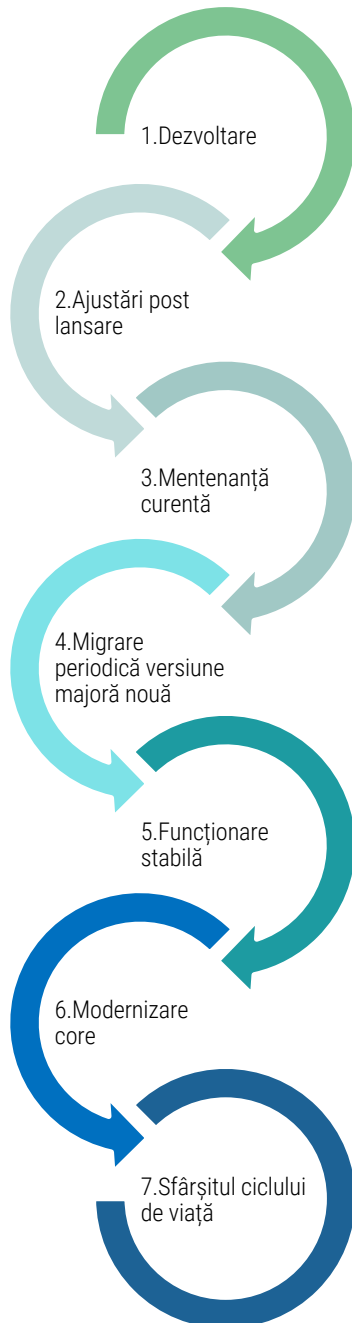 1.Dezvoltare
2.Ajustări post
lansare
3.Mentenanță
curentă
4.Migrare
periodică versiune
majoră nouă
5.Funcționare
stabilă
6.Modernizare
core
7.Sfârșitul ciclului
de viață